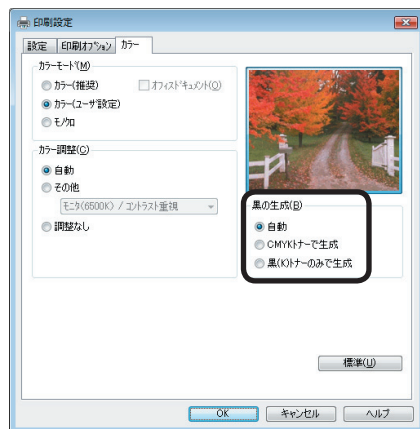 印刷設定
設定 印刷オプション カラー
カラーモード(M)
カラー(推奨) オフィスドキュメント(O)
カラー(ユーザ設定)
モノクロ
カラー調整(C)
自動
その他
モニタ(6500K) / コントラスト重視
調整なし
黒の生成(B)
自動
CMYKトナーで生成
黒(K)トナーのみで生成
標準(U)
OK キャンセル ヘルプ